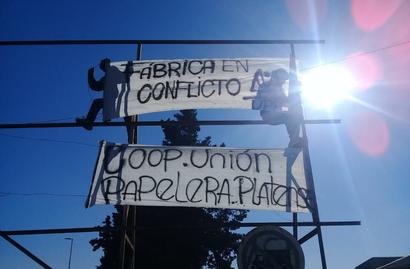 FÁBRICA EN
CONFLICTO
COOP. UNIÓN
PAPELERA. PLATENSE